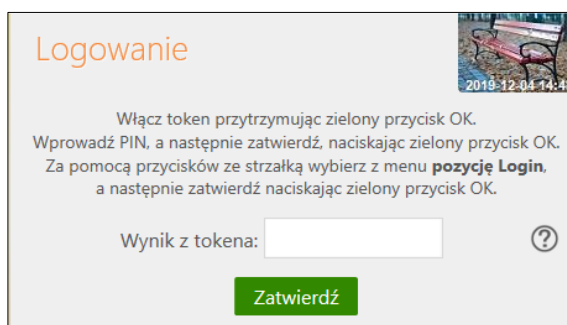 Logowanie
2019-12-04 14:4
Włącz token przytrzymując zielony przycisk OK.
Wprowadź PIN, a następnie zatwierdź, naciskając zielony przycisk OK.
Za pomocą przycisków ze strzałką wybierz z menu pozycję Login,
a następnie zatwierdź naciskając zielony przycisk OK.
Wynik z tokena:
?
Zatwierdź